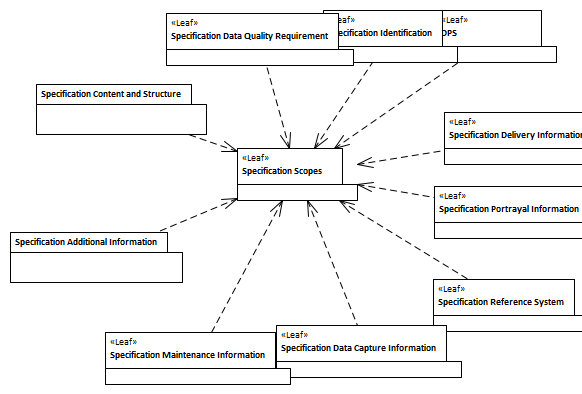 «Leaf»
Specification Data Quality Requirement
eaf»
ecification Identification
«Leaf»
DPS
Specification Content and Structure
«Leaf»
Specification Delivery Information
«Leaf»
Specification Scopes
«Leaf»
Specification Portrayal Information
Specification Additional Information
«Leaf»
Specification Reference System
«Leaf»
Specification Maintenance Information
«Leaf»
Specification Data Capture Information